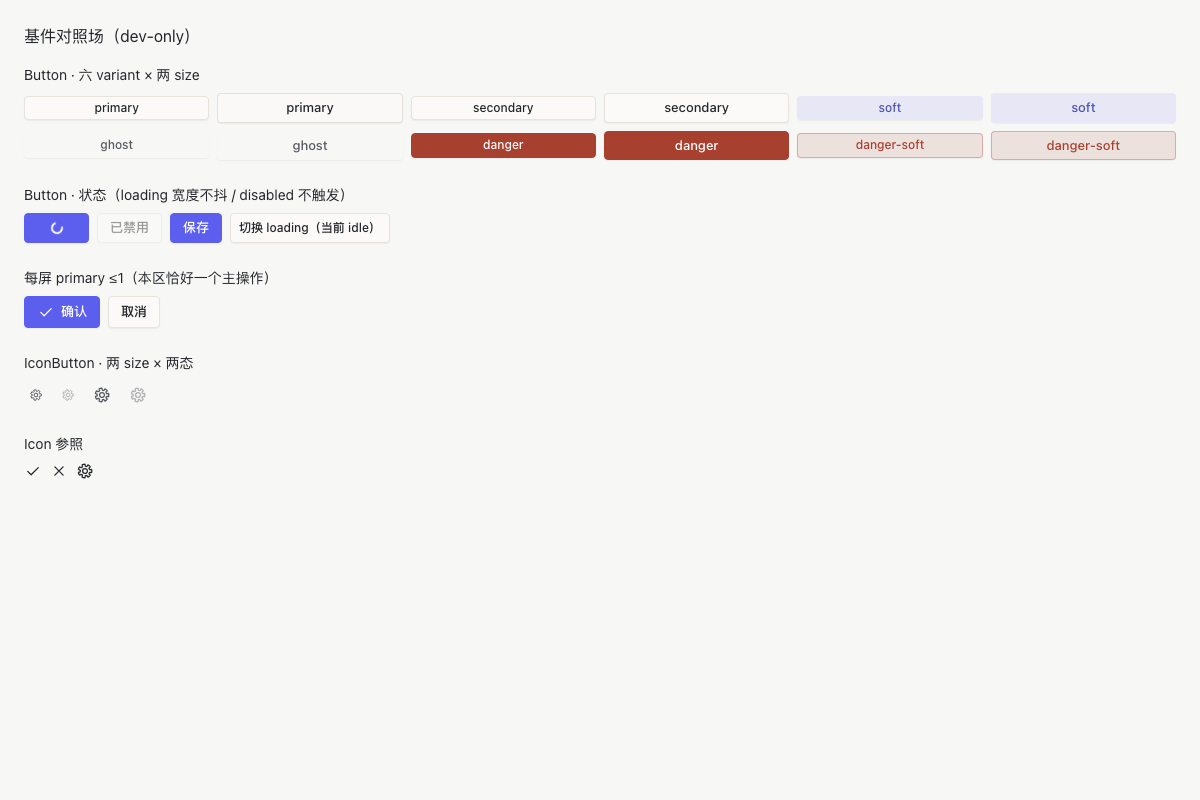 基件对照场（dev-only）
Button · 六 variant × 两 size
primary primary secondary secondary soft soft
ghost ghost danger danger danger-soft danger-soft
Button · 状态（loading 宽度不抖 / disabled 不触发）
已禁用 保存 切换 loading（当前 idle）
每屏 primary ≤1（本区恰好一个主操作）
确认 取消
IconButton · 两 size × 两态
Icon 参照